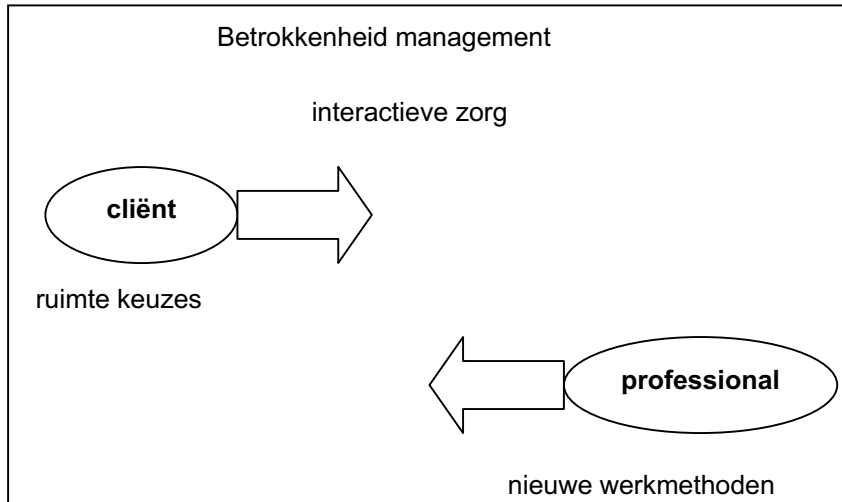 Betrokkenheid management
interactieve zorg
cliënt
ruimte keuzes
professional
nieuwe werkmethoden